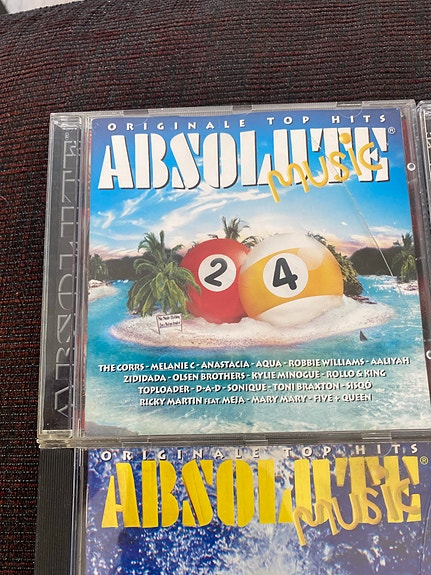 ORIGINALE TOP HITS
ABSOLUTE®
MUSiC
ABSOLUTE
2 4
THE CORRS - MELANIE C - ANASTACIA - AQUA - ROBBIE WILLIAMS - AALIYAH
ZIDIDADA - OLSEN BROTHERS - KYLIE MINOGUE - ROLLO & KING
TOPLOADER - D-A-D - SONIQUE - TONI BRAXTON - SISQÓ
RICKY MARTIN FEAT. MEJA - MARY MARY - FIVE + QUEEN
ORIGINALE TOP HITS
ABSOLUTE®
MUSiC